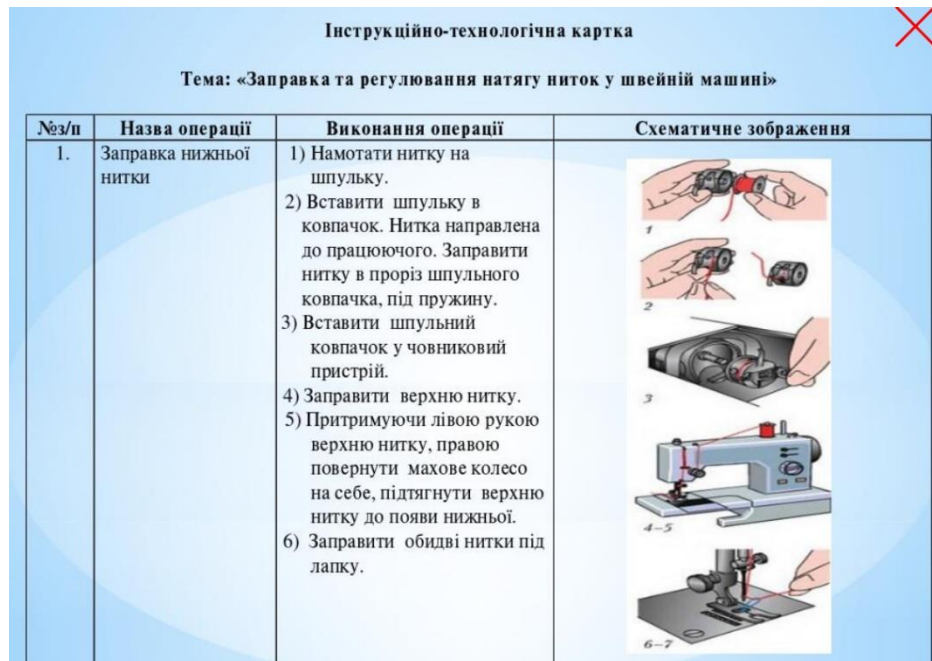 Інструкційно-технологічна картка
Тема: «Заправка та регулювання натягу ниток у швейній машині»
№з/п Назва операції Виконання операції Схематичне зображення
1. Заправка нижньої нитки
1) Намотати нитку на
шпульку.
2) Вставити шпульку в
ковпачок. Нитка направлена
до працюючого. Заправити
нитку в проріз шпульного
ковпачка, під пружину.
3) Вставити шпульний
ковпачок у човниковий
пристрій.
4) Заправити верхню нитку.
5) Притримуючи лівою рукою
верхню нитку, правою
повернути махове колесо
на себе, підтягнути верхню
нитку до появи нижньої.
6) Заправити обидві нитки під
лапку.
1
2
3
4-5
6-7